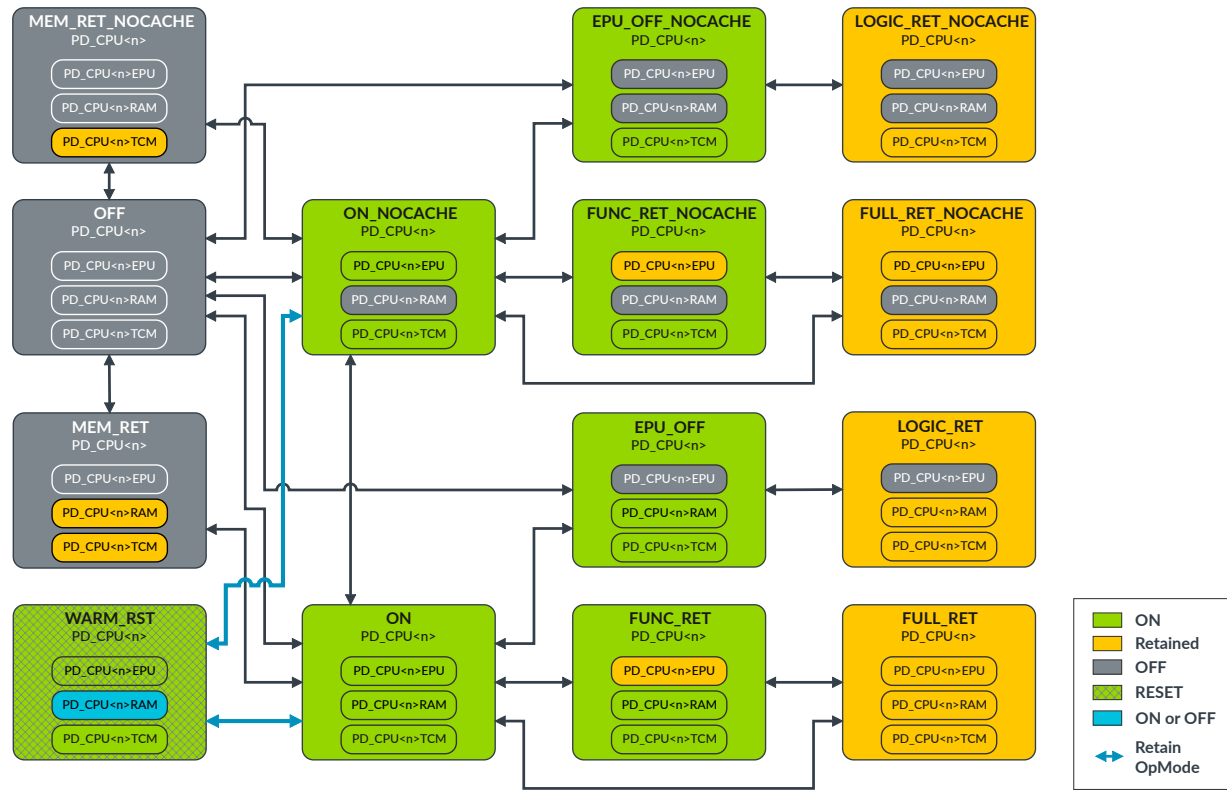 MEM_RET_NOCACHE
PD_CPU<n>
PD_CPU<n>EPU
PD_CPU<n>RAM
PD_CPU<n>TCM
EPU_OFF_NOCACHE
PD_CPU<n>
PD_CPU<n>EPU
PD_CPU<n>RAM
PD_CPU<n>TCM
LOGIC_RET_NOCACHE
PD_CPU<n>
PD_CPU<n>EPU
PD_CPU<n>RAM
PD_CPU<n>TCM
OFF
PD_CPU<n>
PD_CPU<n>EPU
PD_CPU<n>RAM
PD_CPU<n>TCM
ON_NOCACHE
PD_CPU<n>
PD_CPU<n>EPU
PD_CPU<n>RAM
PD_CPU<n>TCM
FUNC_RET_NOCACHE
PD_CPU<n>
PD_CPU<n>EPU
PD_CPU<n>RAM
PD_CPU<n>TCM
FULL_RET_NOCACHE
PD_CPU<n>
PD_CPU<n>EPU
PD_CPU<n>RAM
PD_CPU<n>TCM
MEM_RET
PD_CPU<n>
PD_CPU<n>EPU
PD_CPU<n>RAM
PD_CPU<n>TCM
EPU_OFF
PD_CPU<n>
PD_CPU<n>EPU
PD_CPU<n>RAM
PD_CPU<n>TCM
LOGIC_RET
PD_CPU<n>
PD_CPU<n>EPU
PD_CPU<n>RAM
PD_CPU<n>TCM
WARM_RST
PD_CPU<n>
PD_CPU<n>EPU
PD_CPU<n>RAM
PD_CPU<n>TCM
ON
PD_CPU<n>
PD_CPU<n>EPU
PD_CPU<n>RAM
PD_CPU<n>TCM
FUNC_RET
PD_CPU<n>
PD_CPU<n>EPU
PD_CPU<n>RAM
PD_CPU<n>TCM
FULL_RET
PD_CPU<n>
PD_CPU<n>EPU
PD_CPU<n>RAM
PD_CPU<n>TCM
ON
Retained
OFF
RESET
ON or OFF
Retain
OpMode